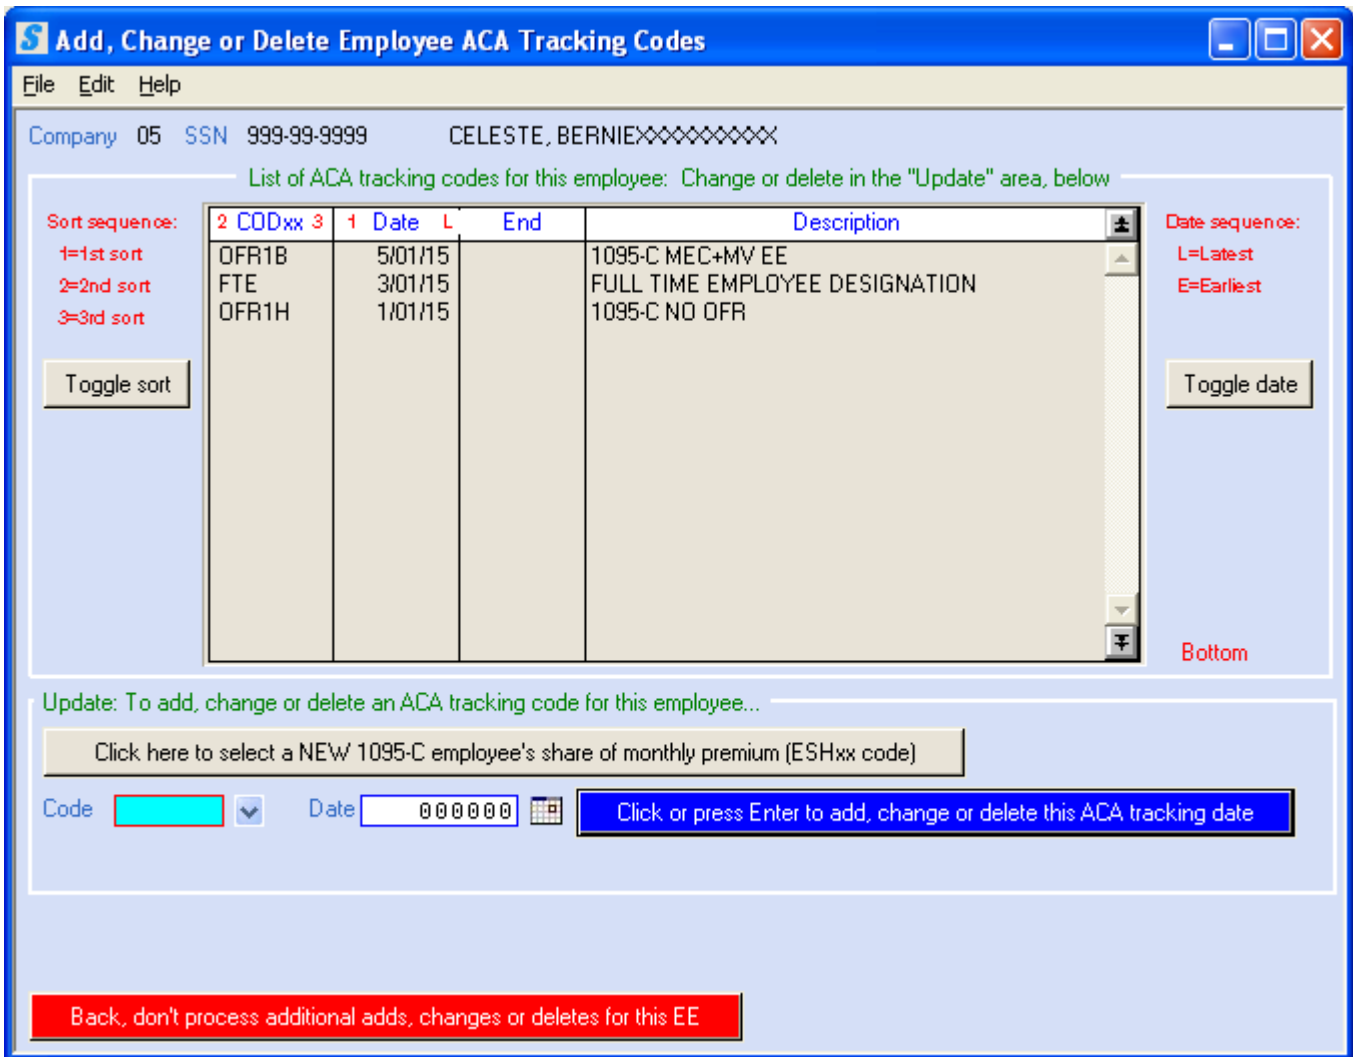 S Add, Change or Delete Employee ACA Tracking Codes
File Edit Help
Company 05 SSN 999-99-9999 CELESTE, BERNIEXXXXXXXXXX
List of ACA tracking codes for this employee: Change or delete in the "Update" area, below
Sort sequence: 2 CODxx 3 1 Date L End Description Date sequence:
1=1st sort OFR1B 5/01/15 1095-C MEC+MV EE L=Latest
2=2nd sort FTE 3/01/15 FULL TIME EMPLOYEE DESIGNATION E=Earliest
3=3rd sort OFR1H 1/01/15 1095-C NO OFR
Toggle sort Toggle date
Bottom
Update: To add, change or delete an ACA tracking code for this employee...
Click here to select a NEW 1095-C employee's share of monthly premium (ESHxx code)
Code Date 000000 Click or press Enter to add, change or delete this ACA tracking date
Back, don't process additional adds, changes or deletes for this EE